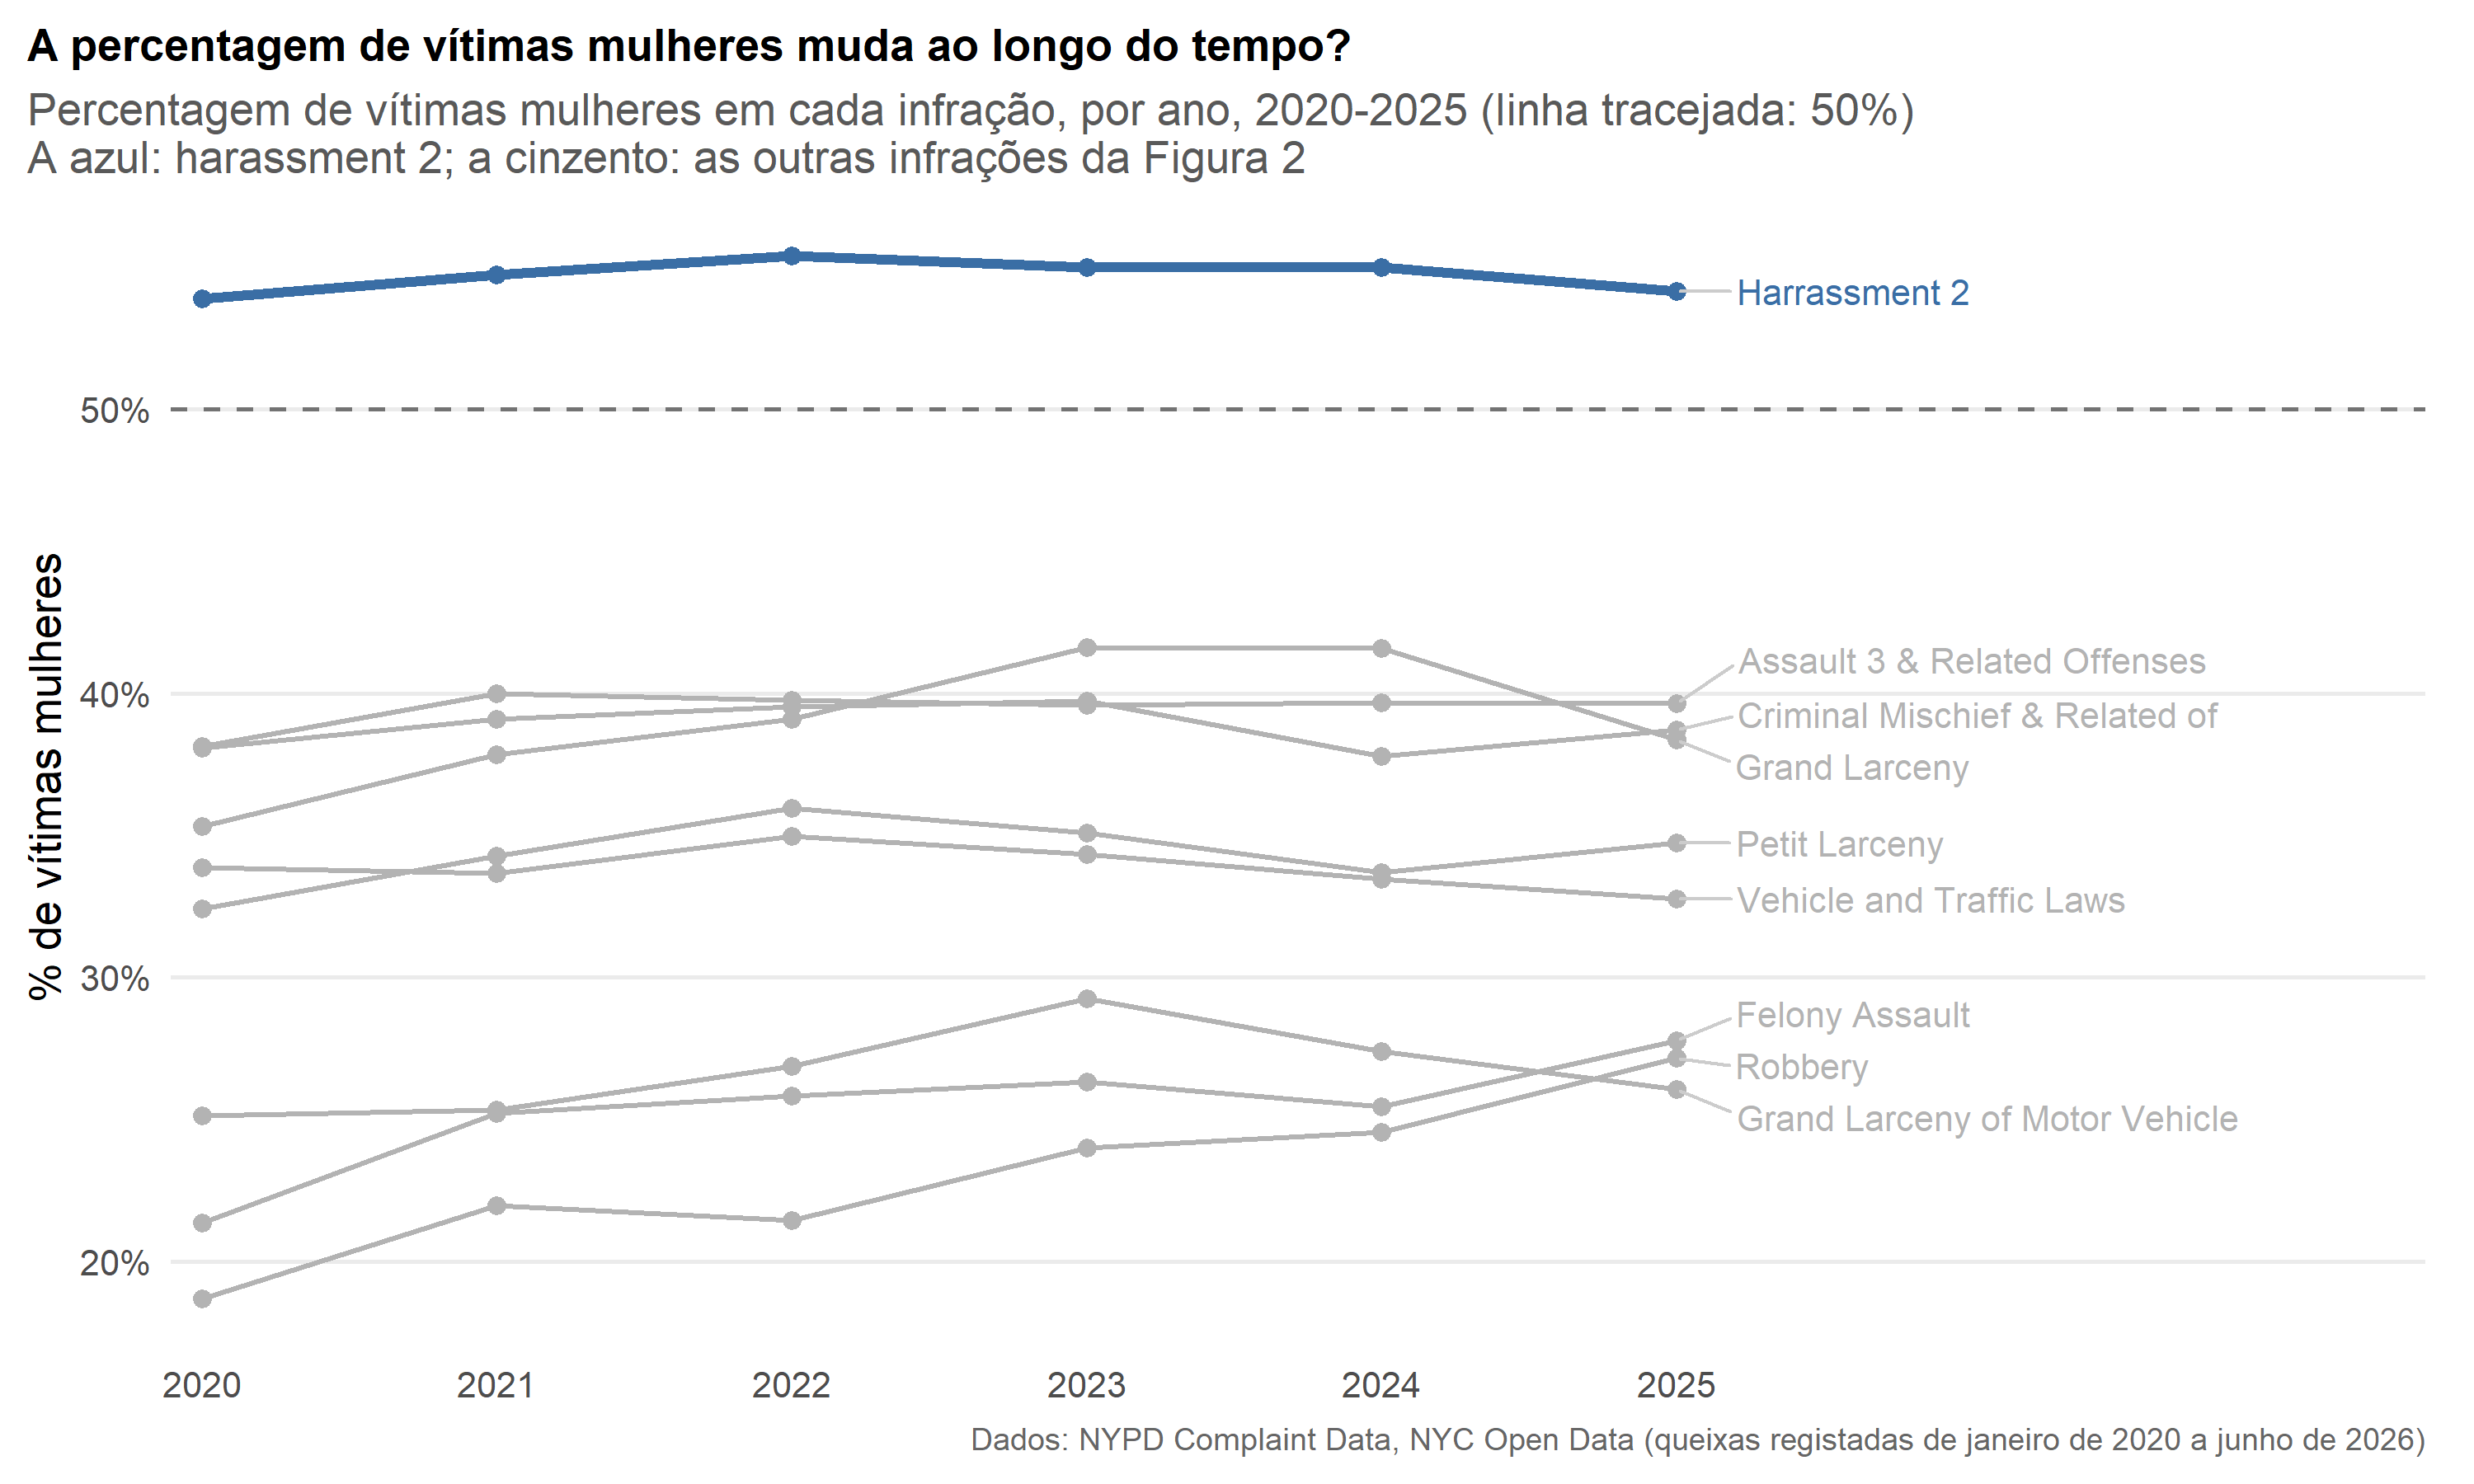 A percentagem de vítimas mulheres muda ao longo do tempo?
Percentagem de vítimas mulheres em cada infração, por ano, 2020-2025 (linha tracejada: 50%)
A azul: harassment 2; a cinzento: as outras infrações da Figura 2
% de vítimas mulheres
50%
40%
30%
20%
Harrassment 2
Assault 3 & Related Offenses
Criminal Mischief & Related of
Grand Larceny
Petit Larceny
Vehicle and Traffic Laws
Felony Assault
Robbery
Grand Larceny of Motor Vehicle
2020
2021
2022
2023
2024
2025
Dados: NYPD Complaint Data, NYC Open Data (queixas registadas de janeiro de 2020 a junho de 2026)